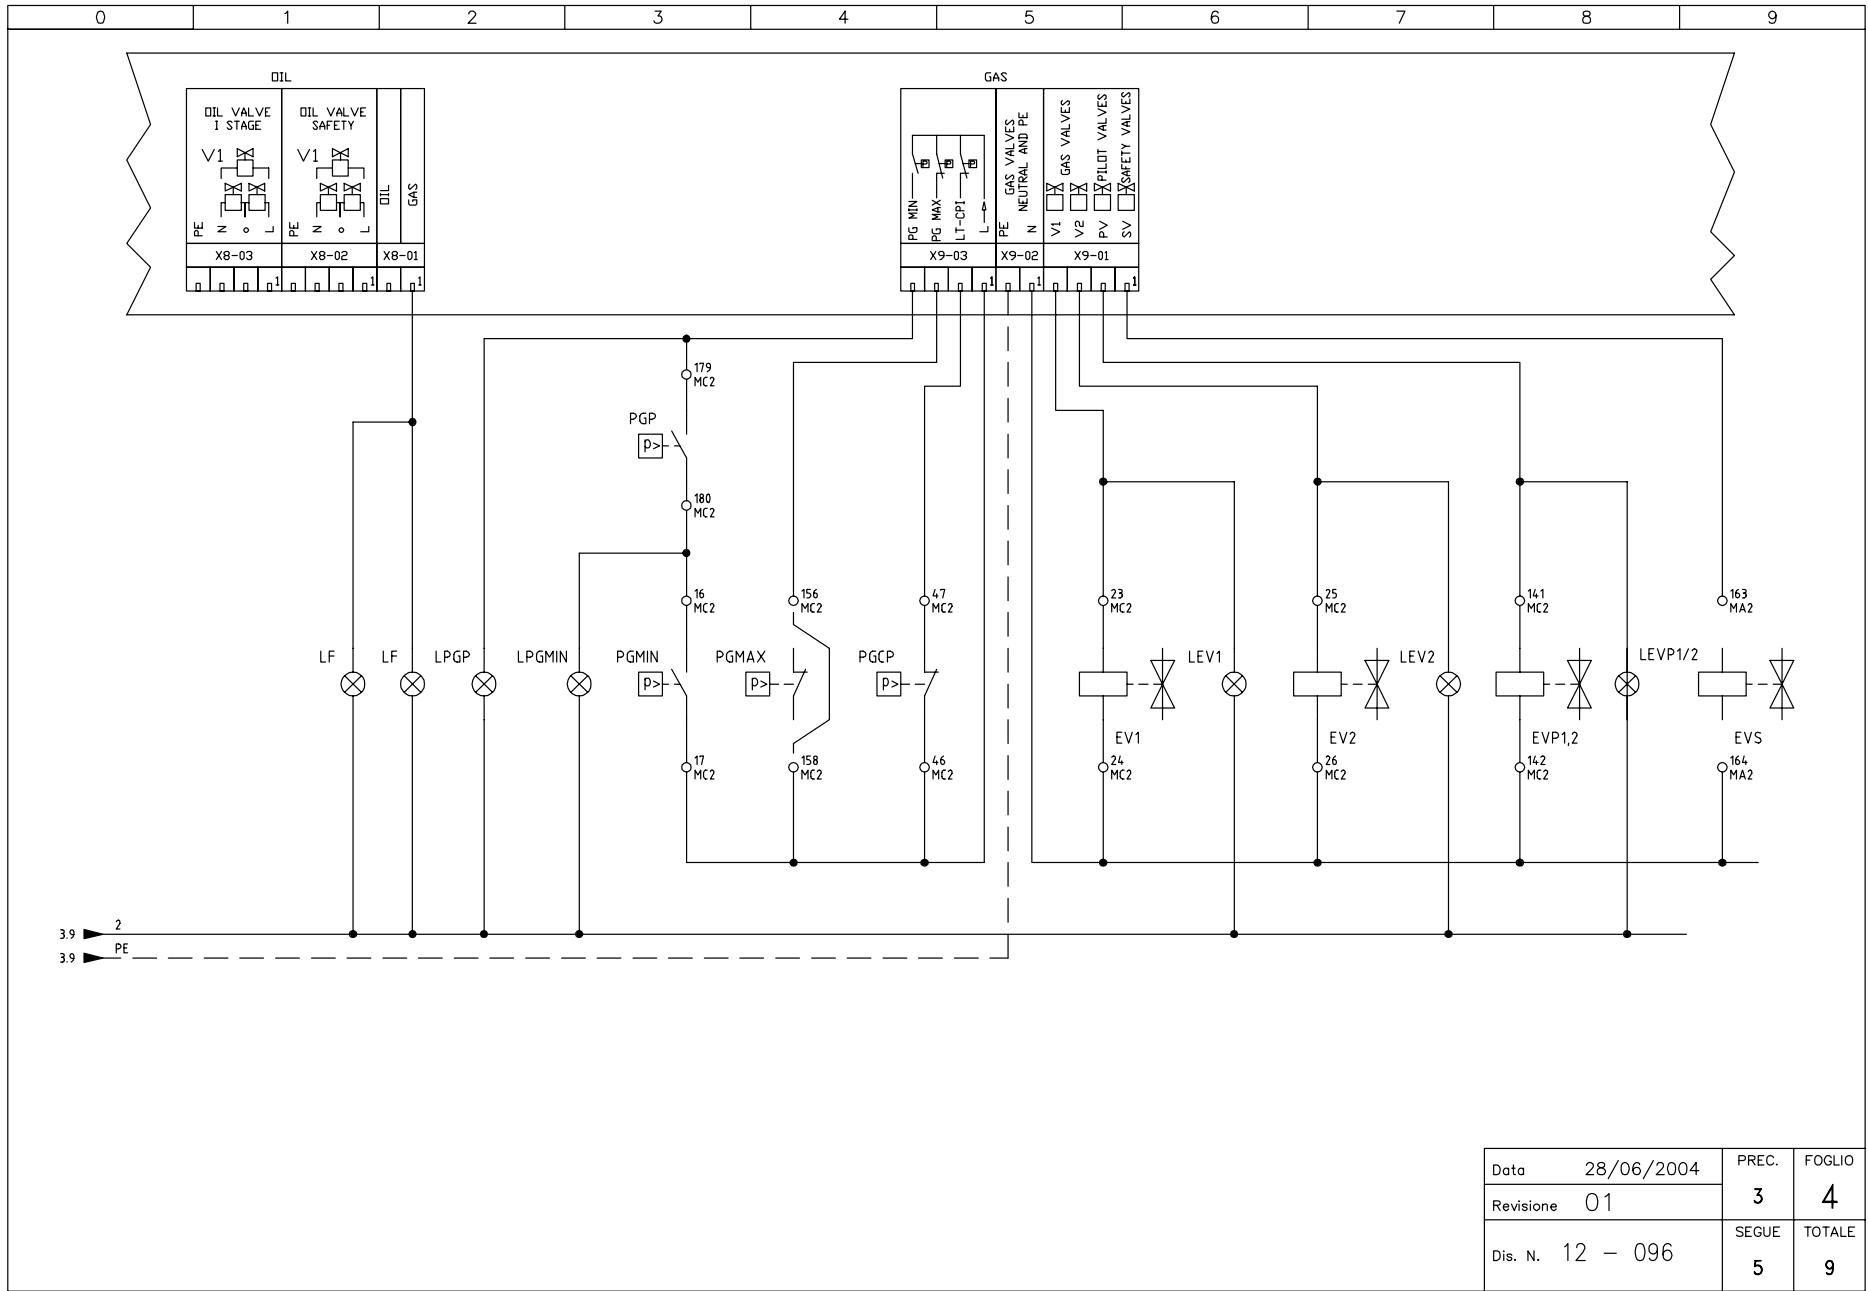 0 1 2 3 4 5 6 7 8 9
OIL
GAS
OIL VALVE
I STAGE
OIL VALVE
SAFETY
V1
V1
PE
N
L
PE
N
L
OIL
GAS
X8-03
X8-02
X8-01
1
1
1
PG MIN
PG MAX
LT-CPI
L
PE
GAS VALVES
NEUTRAL AND PE
N
GAS VALVES
PILOT VALVES
SAFETY VALVES
V1
V2
PV
SV
X9-03
X9-02
X9-01
1
1
1
179
MC2
PGP
P>
180
MC2
16
MC2
156
MC2
47
MC2
23
MC2
25
MC2
141
MC2
163
MA2
LF
LF
LPGP
LPGMIN
PGMIN
P>
PGMAX
P>
PGCP
P>
LEV1
LEV2
LEVP1/2
EV1
EV2
EVP1,2
EVS
17
MC2
158
MC2
46
MC2
24
MC2
26
MC2
142
MC2
164
MA2
3.9 2
3.9 PE
Data 28/06/2004
Revisione 01
Dis. N. 12 - 096
PREC.
3
FOGLIO
4
SEGUE
5
TOTALE
9